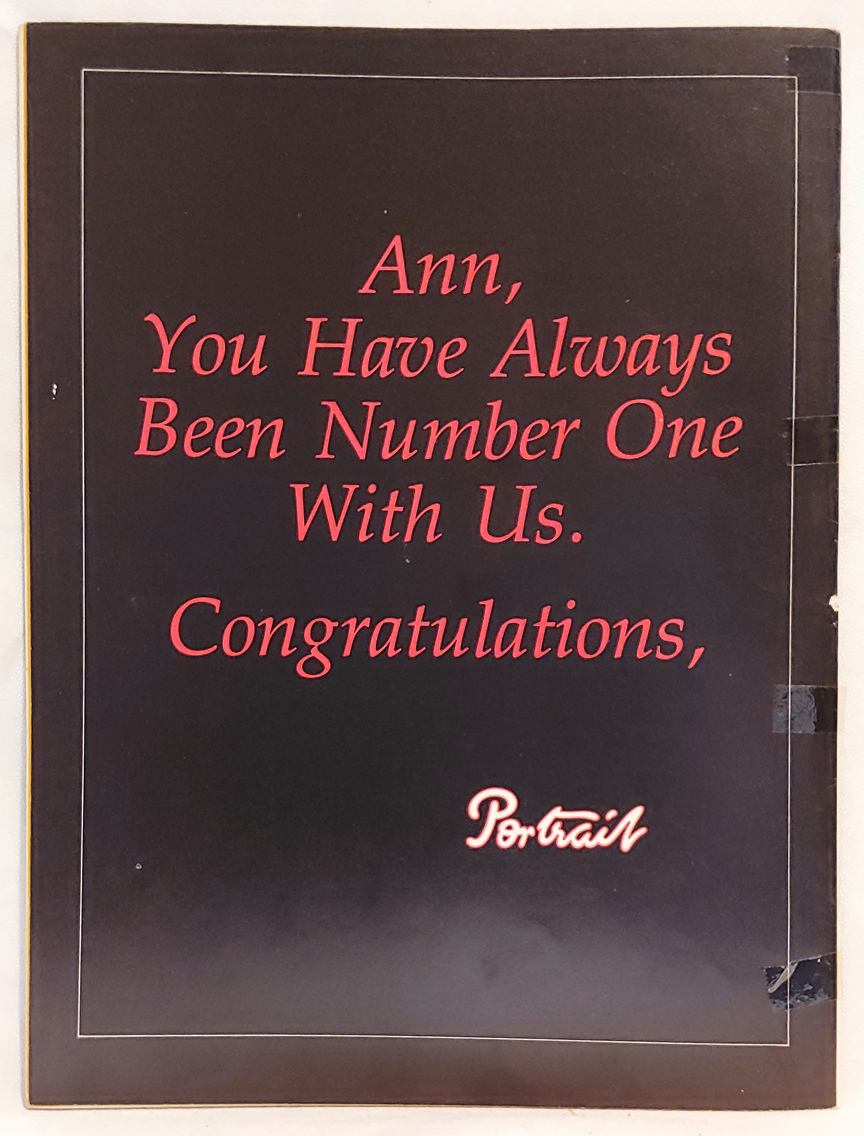 Ann,
You Have Always
Been Number One
With Us.
Congratulations,
Portrait